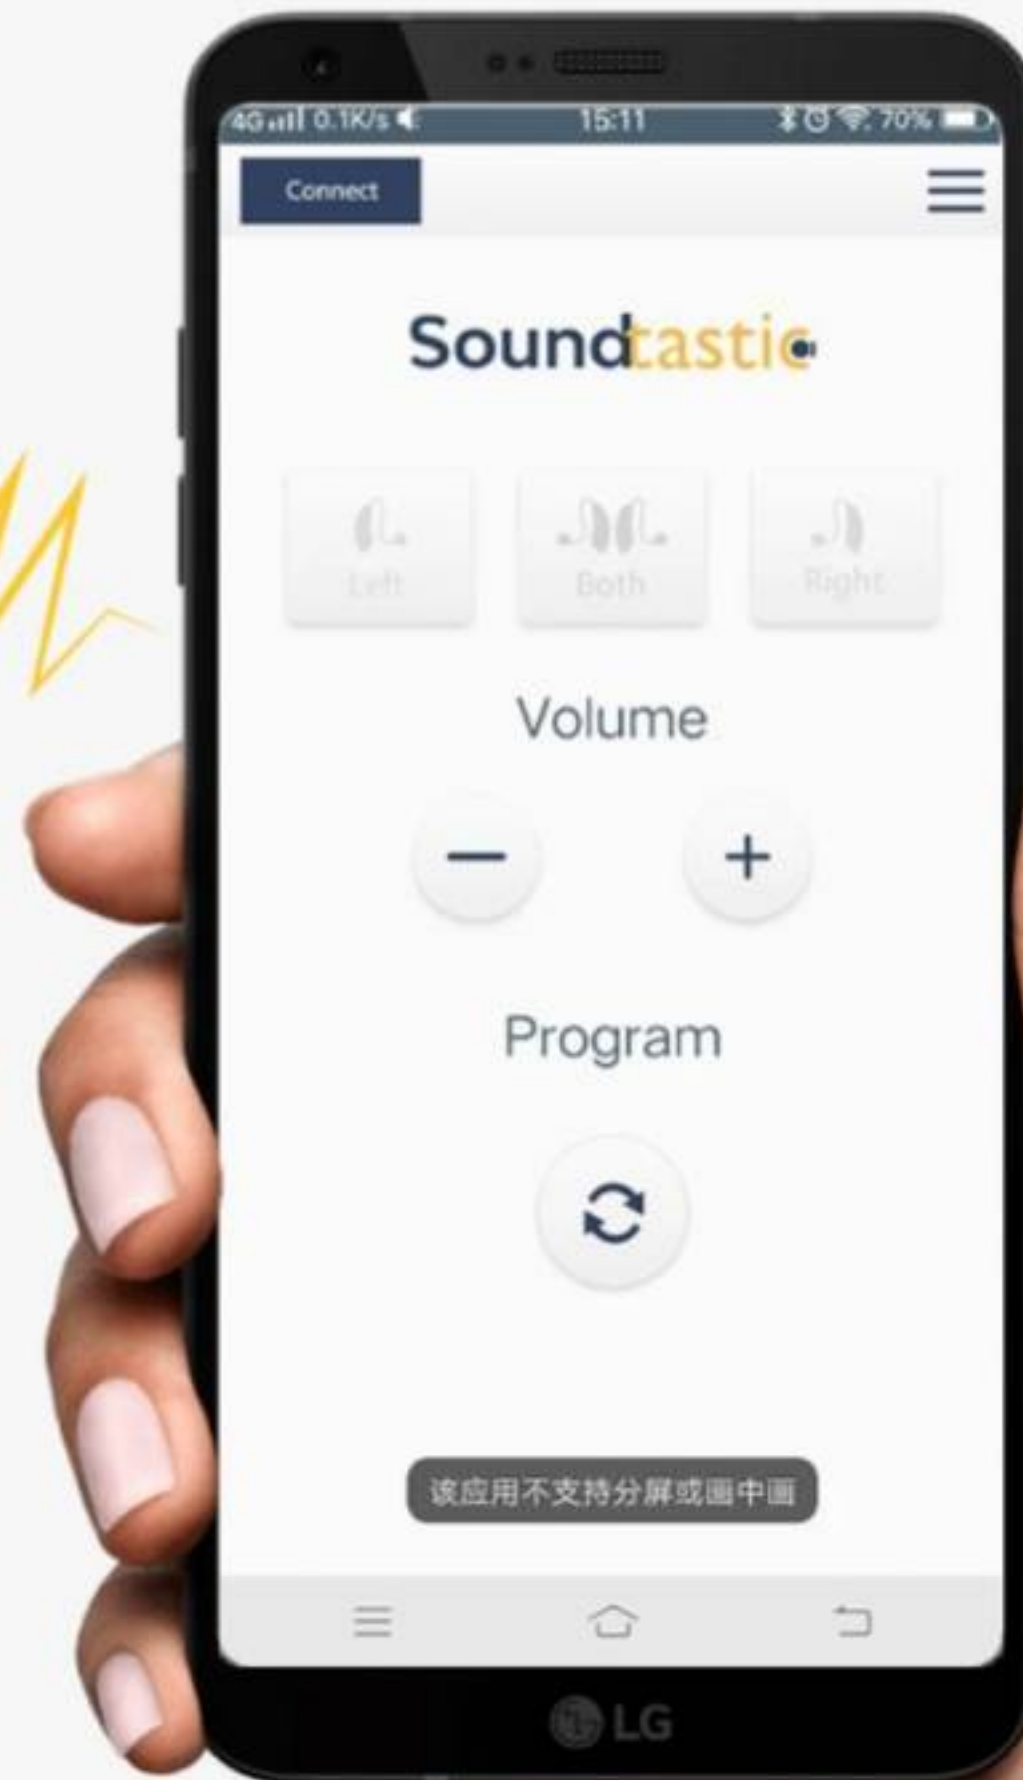 4G 0.1K/s 15:11 70%
Connect
Soundtastic
Left Both Right
Volume
− +
Program
该应用不支持分屏或画中画
LG